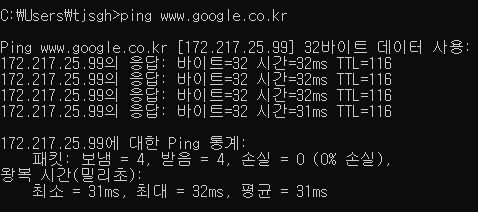 C:₩Users₩tjsgh>ping www.google.co.kr
Ping www.google.co.kr [172.217.25.99] 32바이트 데이터 사용:
172.217.25.99의 응답: 바이트=32 시간=32ms TTL=116
172.217.25.99의 응답: 바이트=32 시간=32ms TTL=116
172.217.25.99의 응답: 바이트=32 시간=32ms TTL=116
172.217.25.99의 응답: 바이트=32 시간=31ms TTL=116
172.217.25.99에 대한 Ping 통계:
패킷: 보냄 = 4, 받음 = 4, 손실 = 0 (0% 손실),
왕복 시간(밀리초):
최소 = 31ms, 최대 = 32ms, 평균 = 31ms